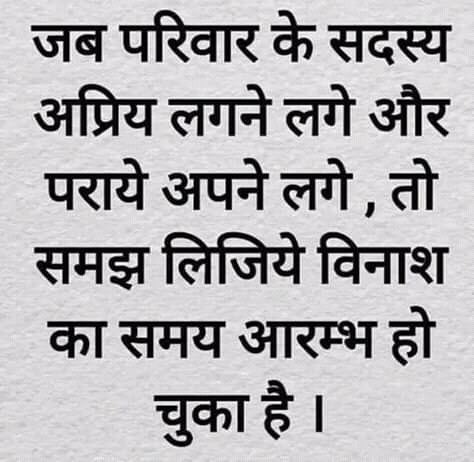 जब परिवार के सदस्य
अप्रिय लगने लगे और
पराये अपने लगे , तो
समझ लिजिये विनाश
का समय आरम्भ हो
चुका है ।